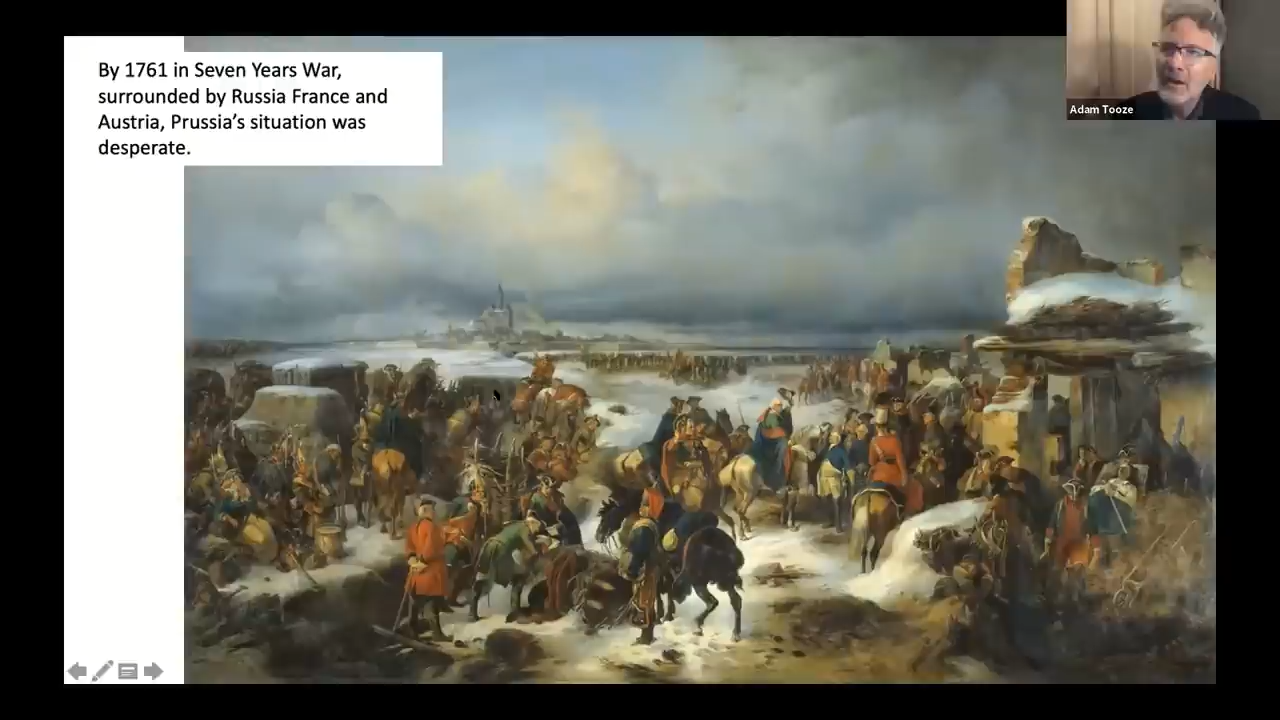 By 1761 in Seven Years War,
surrounded by Russia France and
Austria, Prussia’s situation was
desperate.
Adam Tooze